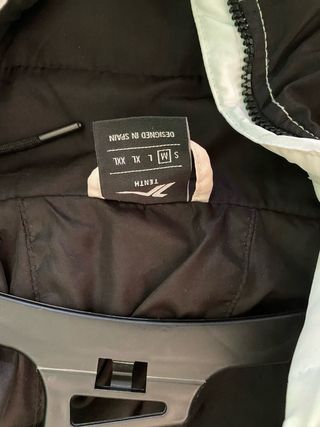 TENTH
S M L XL XXL
DESIGNED IN SPAIN